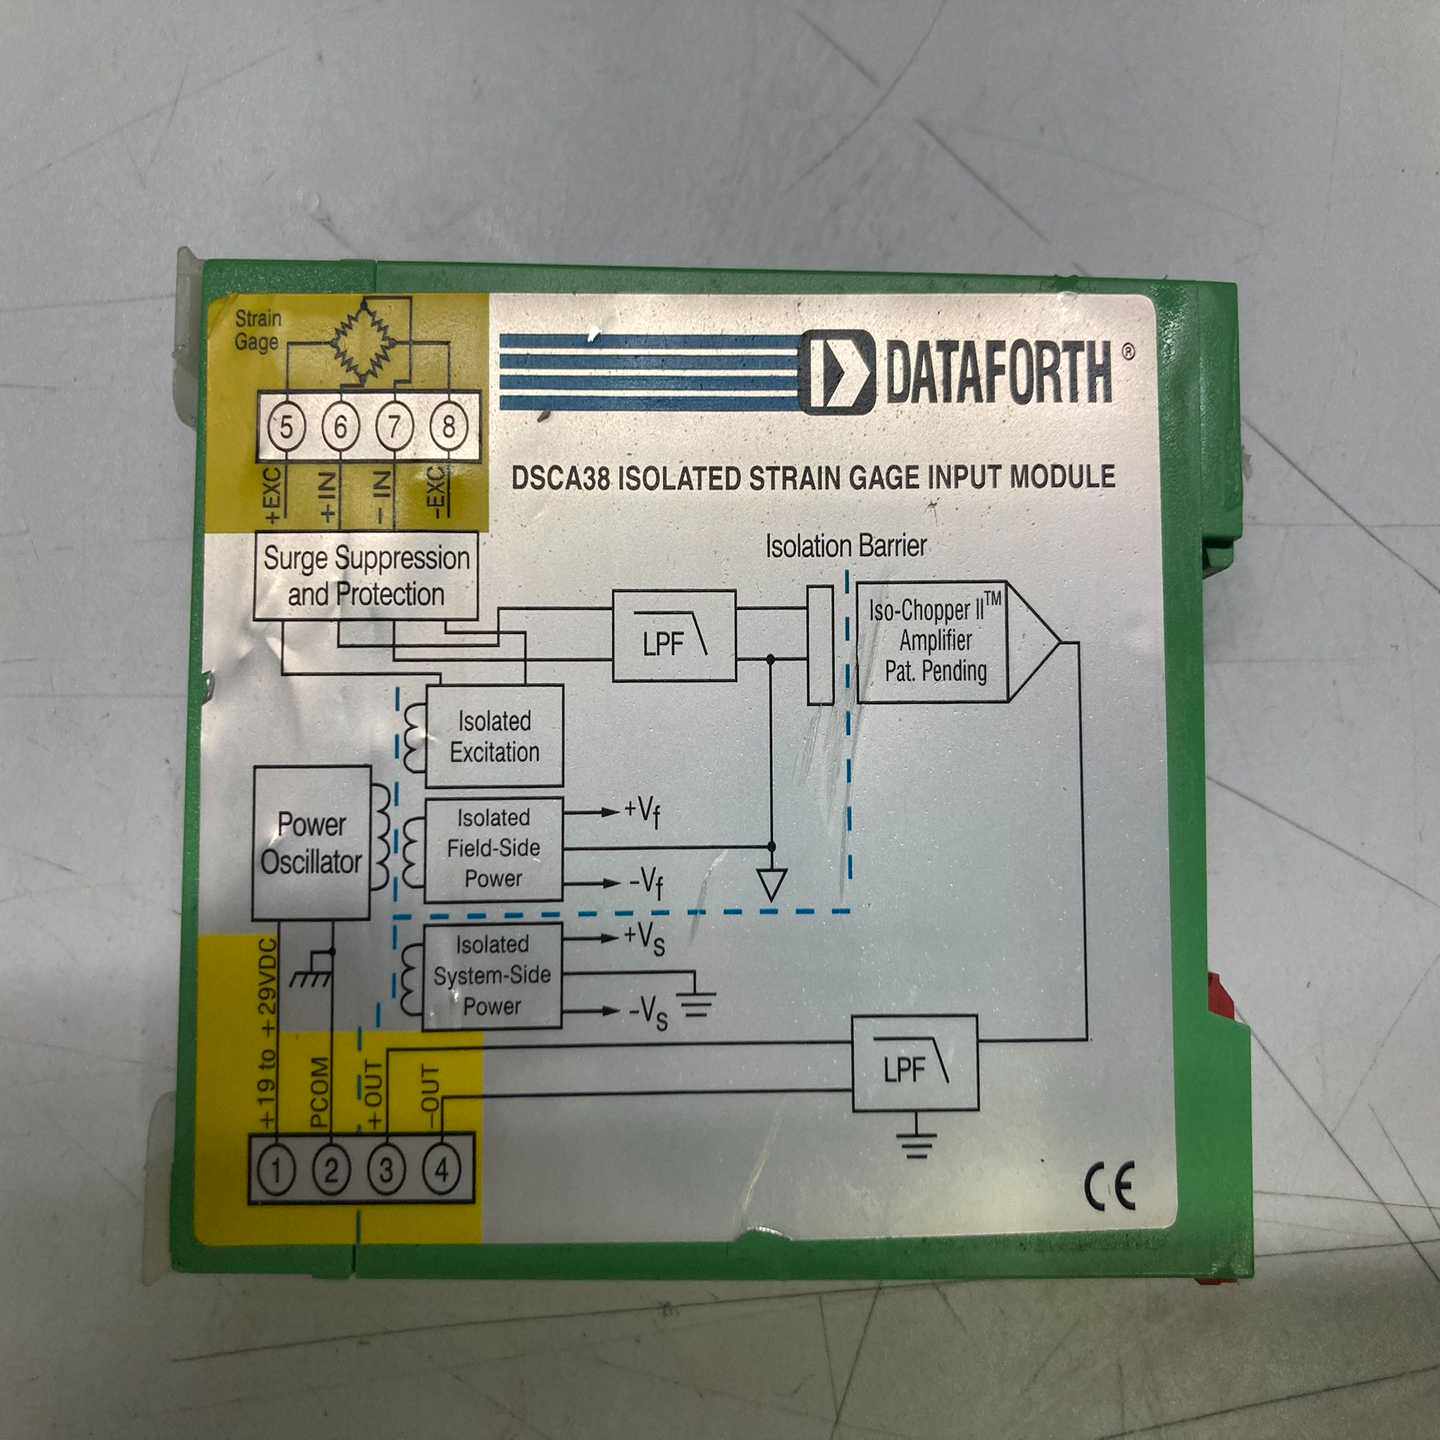 Strain
Gage
DATAFORTH®
5 6 7 8
DSCA38 ISOLATED STRAIN GAGE INPUT MODULE
+EXC
+IN
–IN
–EXC
Surge Suppression
and Protection
Isolation Barrier
LPF
Iso-Chopper II™
Amplifier
Pat. Pending
Isolated
Excitation
Power
Oscillator
Isolated
Field-Side
Power
+Vf
–Vf
Isolated
System-Side
Power
+VS
–VS
+19 to +29VDC
PCOM
+OUT
–OUT
LPF
1 2 3 4
CE